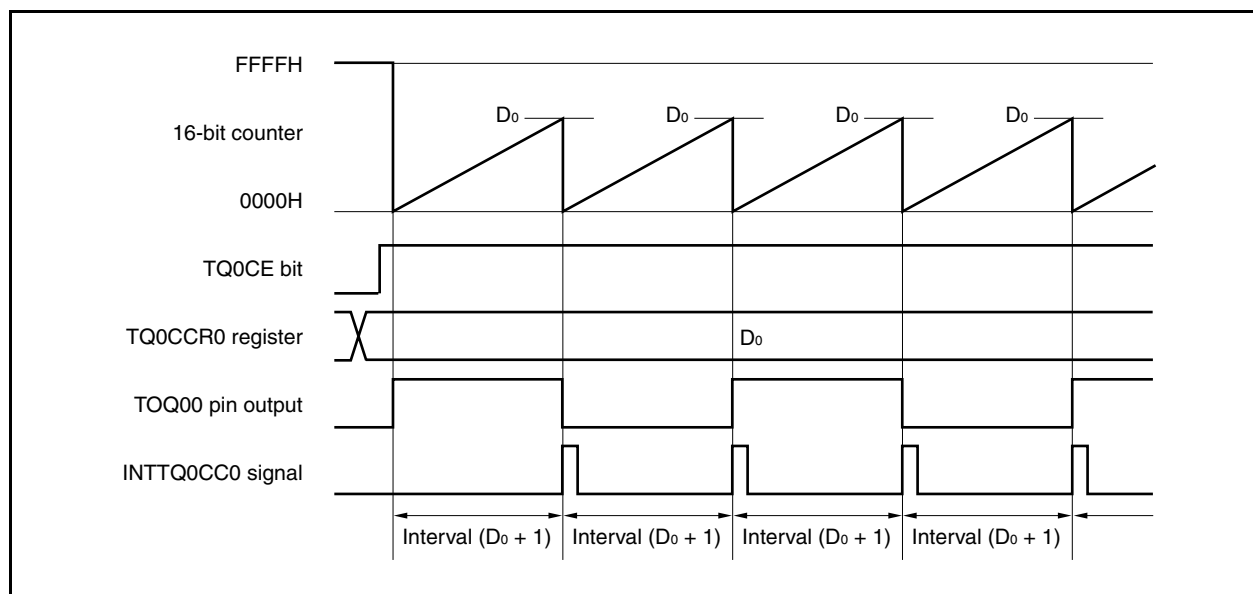 FFFFH
D0 D0 D0 D0
16-bit counter
0000H
TQ0CE bit
TQ0CCR0 register
D0
TOQ00 pin output
INTTQ0CC0 signal
Interval (D0 + 1) Interval (D0 + 1) Interval (D0 + 1) Interval (D0 + 1)